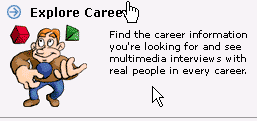 Explore Career
Find the career information
you're looking for and see
multimedia interviews with
real people in every career.